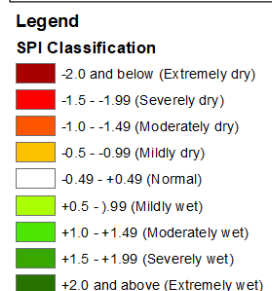 Legend
SPI Classification
-2.0 and below (Extremely dry)
-1.5 - -1.99 (Severely dry)
-1.0 - -1.49 (Moderately dry)
-0.5 - -0.99 (Mildly dry)
-0.49 - +0.49 (Normal)
+0.5 - ).99 (Mildly wet)
+1.0 - +1.49 (Moderately wet)
+1.5 - +1.99 (Severely wet)
+2.0 and above (Extremely wet)